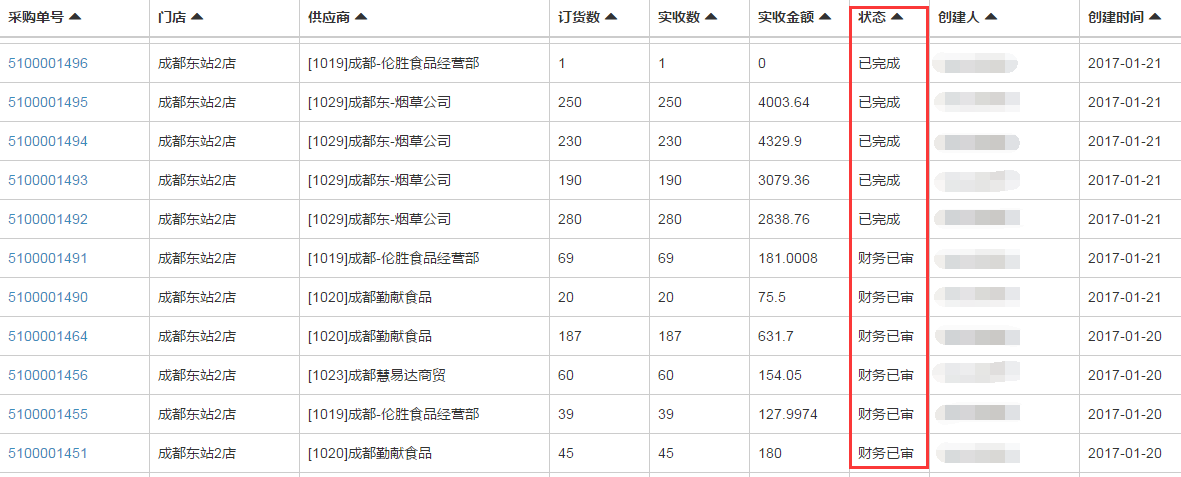 采购单号 门店 供应商 订货数 实收数 实收金额 状态 创建人 创建时间
5100001496 成都东站2店 [1019]成都-伦胜食品经营部 1 1 0 已完成 2017-01-21
5100001495 成都东站2店 [1029]成都东-烟草公司 250 250 4003.64 已完成 2017-01-21
5100001494 成都东站2店 [1029]成都东-烟草公司 230 230 4329.9 已完成 2017-01-21
5100001493 成都东站2店 [1029]成都东-烟草公司 190 190 3079.36 已完成 2017-01-21
5100001492 成都东站2店 [1029]成都东-烟草公司 280 280 2838.76 已完成 2017-01-21
5100001491 成都东站2店 [1019]成都-伦胜食品经营部 69 69 181.0008 财务已审 2017-01-21
5100001490 成都东站2店 [1020]成都勤献食品 20 20 75.5 财务已审 2017-01-21
5100001464 成都东站2店 [1020]成都勤献食品 187 187 631.7 财务已审 2017-01-20
5100001456 成都东站2店 [1023]成都慧易达商贸 60 60 154.05 财务已审 2017-01-20
5100001455 成都东站2店 [1019]成都-伦胜食品经营部 39 39 127.9974 财务已审 2017-01-20
5100001451 成都东站2店 [1020]成都勤献食品 45 45 180 财务已审 2017-01-20